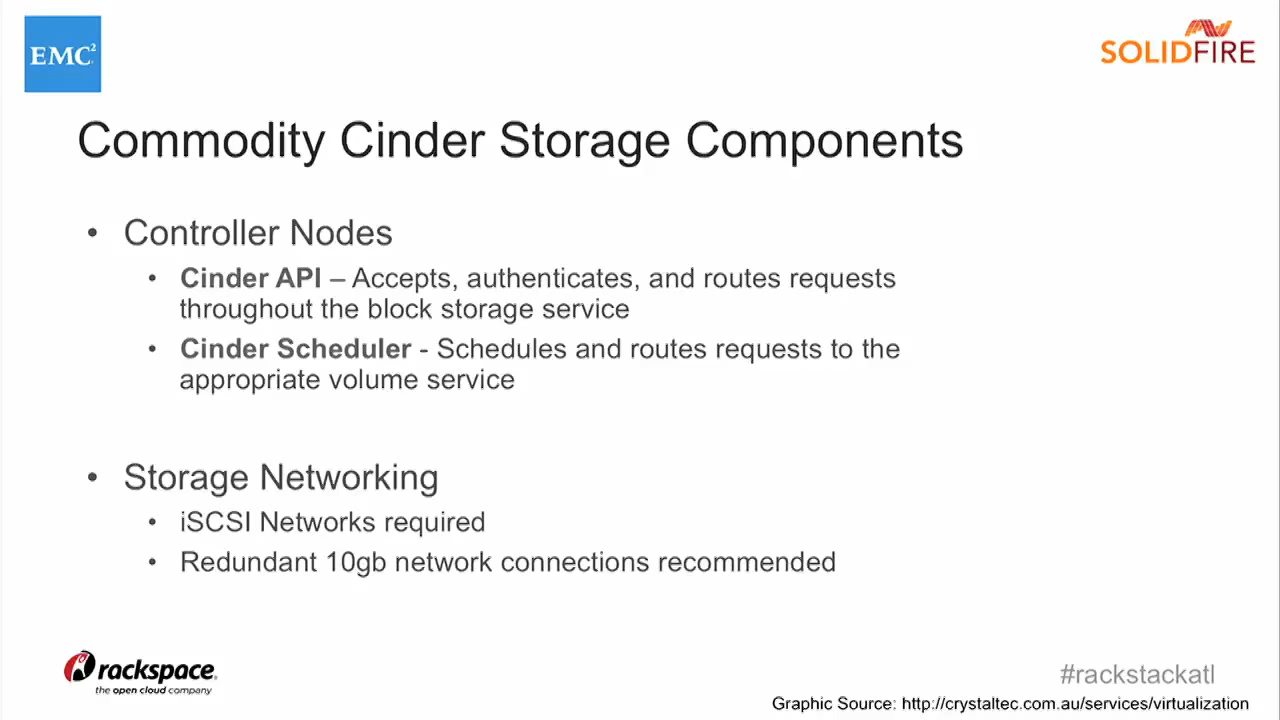 EMC²
SOLIDFIRE
Commodity Cinder Storage Components
• Controller Nodes
• Cinder API – Accepts, authenticates, and routes requests
throughout the block storage service
• Cinder Scheduler - Schedules and routes requests to the
appropriate volume service
• Storage Networking
• iSCSI Networks required
• Redundant 10gb network connections recommended
rackspace.
the open cloud company
#rackstackatl
Graphic Source: http://crystaltec.com.au/services/virtualization